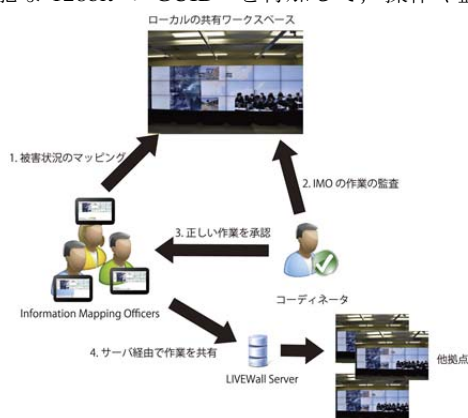 ローカルの共有ワークスペース
1. 被害状況のマッピング
2. IMO の作業の監査
3. 正しい作業を承認
コーディネータ
Information Mapping Officers
4. サーバ経由で作業を共有
LIVEWall Server
他拠点